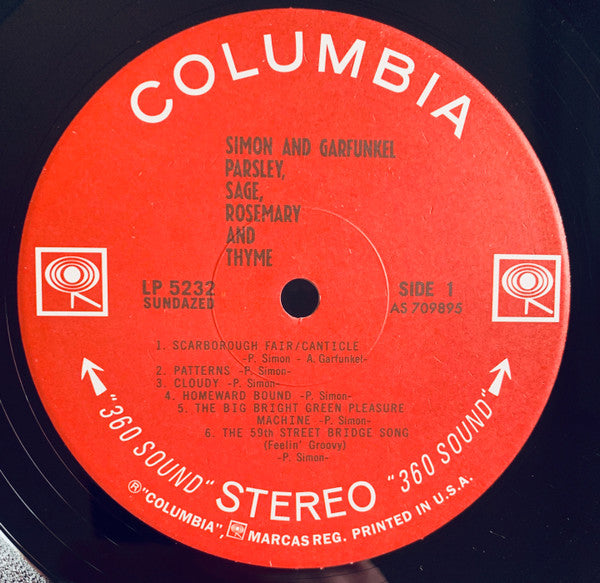 COLUMBIA
SIMON AND GARFUNKEL
PARSLEY,
SAGE,
ROSEMARY
AND
THYME
LP 5232
SUNDAZED
SIDE 1
AS 709895
1. SCARBOROUGH FAIR/CANTICLE
-P. Simon - A. Garfunkel-
2. PATTERNS -P. Simon-
3. CLOUDY -P. Simon-
4. HOMEWARD BOUND -P. Simon-
5. THE BIG BRIGHT GREEN PLEASURE
MACHINE -P. Simon-
6. THE 59th STREET BRIDGE SONG
(Feelin' Groovy)
-P. Simon-
"360 SOUND" STEREO "360 SOUND"
® "COLUMBIA", MARCAS REG. PRINTED IN U.S.A.